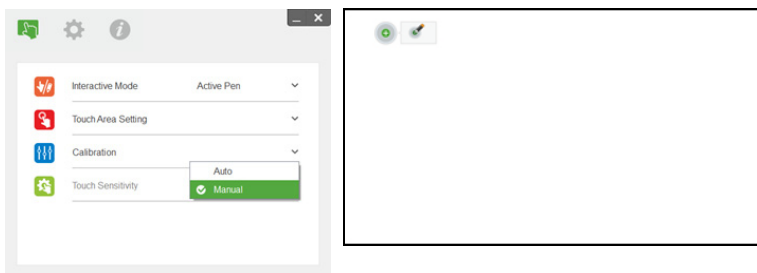 Interactive Mode Active Pen
Touch Area Setting
Calibration
Auto
Touch Sensitivity
Manual